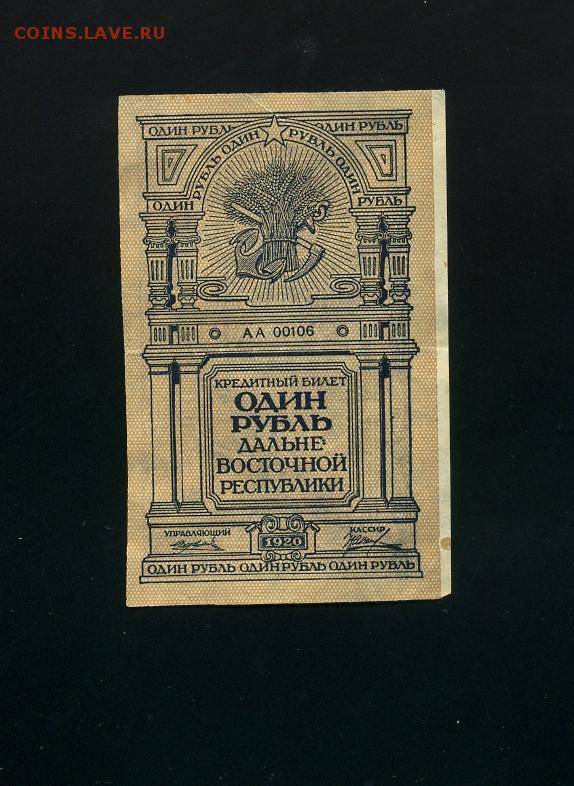 COINS.LAVE.RU
ОДИН РУБЛЬ ОДИН РУБЛЬ
РУБЛЬ ОДИН РУБЛЬ ОДИН
ОДИН РУБЛЬ
АА 00106
КРЕДИТНЫЙ БИЛЕТ
ОДИН
РУБЛЬ
ДАЛЬНЕ-
ВОСТОЧНОЙ
РЕСПУБЛИКИ
УПРАВЛЯЮЩИЙ КАССИР
1920
ОДИН РУБЛЬ ОДИН РУБЛЬ ОДИН РУБЛЬ